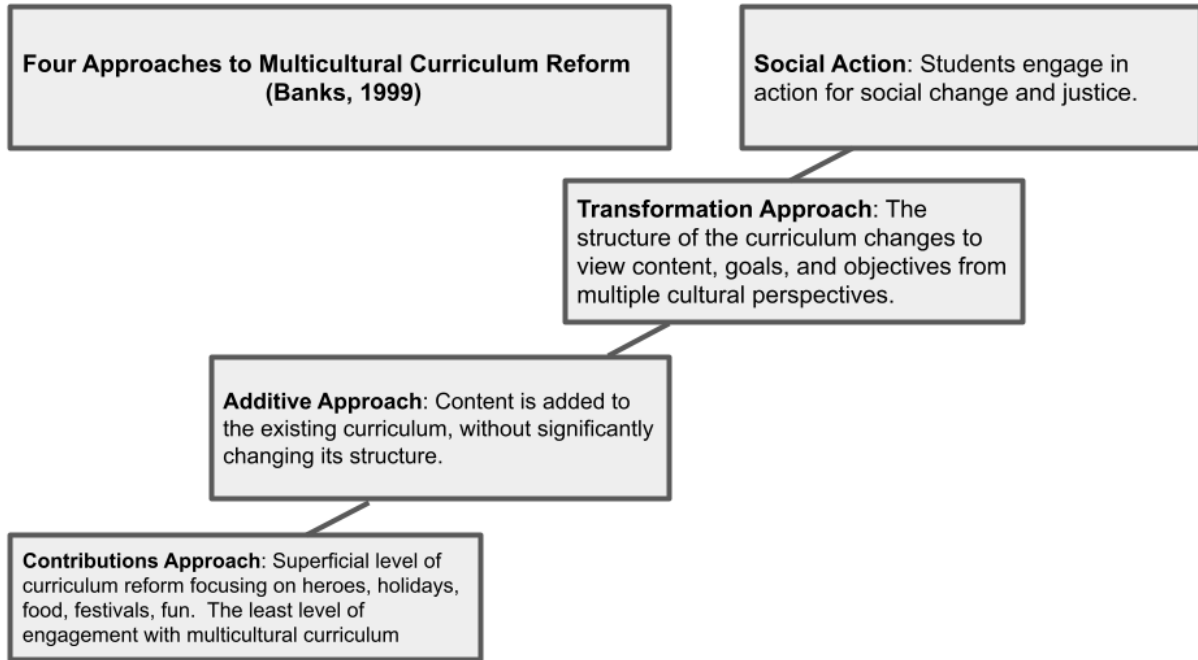 Four Approaches to Multicultural Curriculum Reform
(Banks, 1999)
Social Action: Students engage in
action for social change and justice.
Transformation Approach: The
structure of the curriculum changes to
view content, goals, and objectives from
multiple cultural perspectives.
Additive Approach: Content is added to
the existing curriculum, without significantly
changing its structure.
Contributions Approach: Superficial level of
curriculum reform focusing on heroes, holidays,
food, festivals, fun.  The least level of
engagement with multicultural curriculum